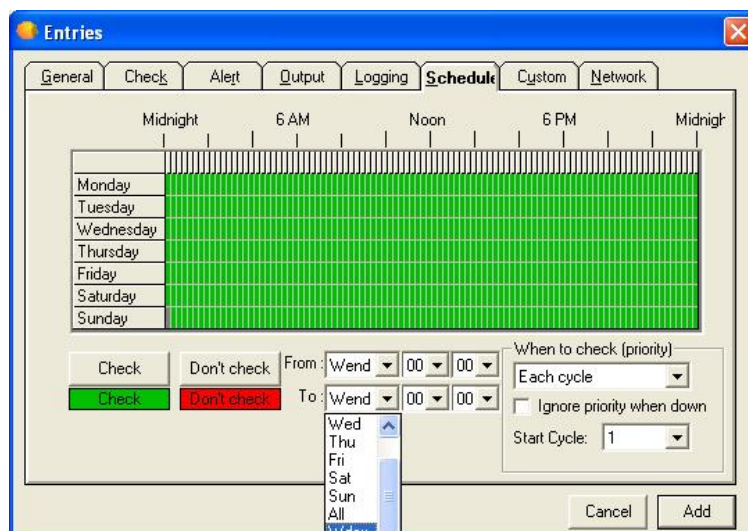 Entries
General Check Alert Output Logging Schedule Custom Network
Midnight 6 AM Noon 6 PM Midnigh
Monday
Tuesday
Wednesday
Thursday
Friday
Saturday
Sunday
Check Don't check From : Wend 00 00
Check Don't check To : Wend 00 00
Wed
Thu
Fri
Sat
Sun
All
When to check (priority)
Each cycle
Ignore priority when down
Start Cycle: 1
Cancel Add